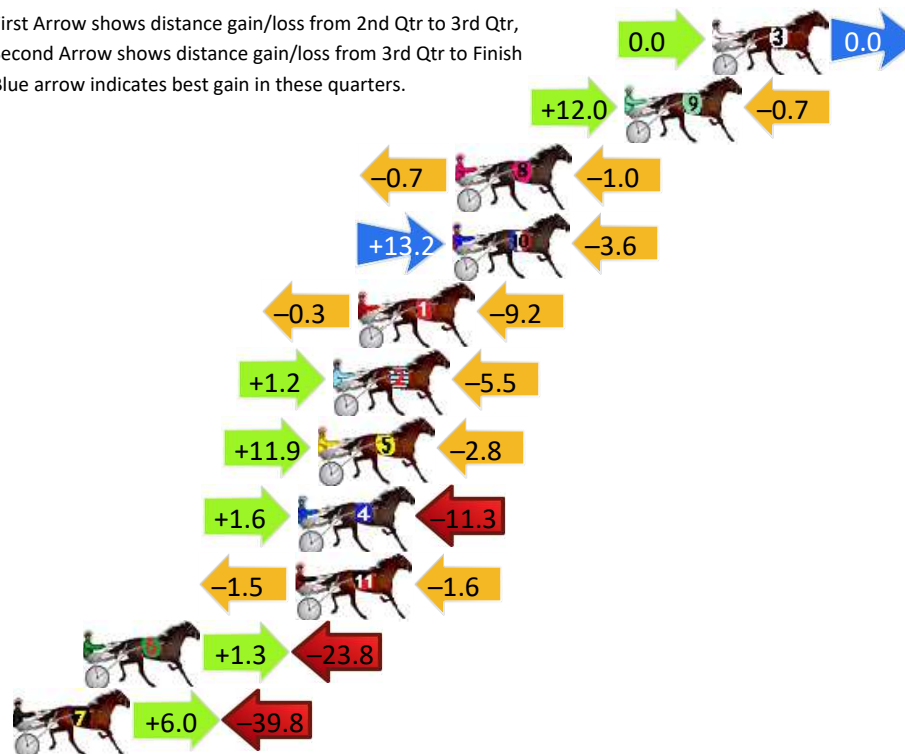 irst Arrow shows distance gain/loss from 2nd Qtr to 3rd Qtr,
econd Arrow shows distance gain/loss from 3rd Qtr to Finish
Blue arrow indicates best gain in these quarters.
0.0 3 0.0
+12.0 9 −0.7
−0.7 8 −1.0
+13.2 10 −3.6
−0.3 1 −9.2
+1.2 −5.5
+11.9 5 −2.8
+1.6 4 −11.3
−1.5 11 −1.6
+1.3 −23.8
7 +6.0 −39.8